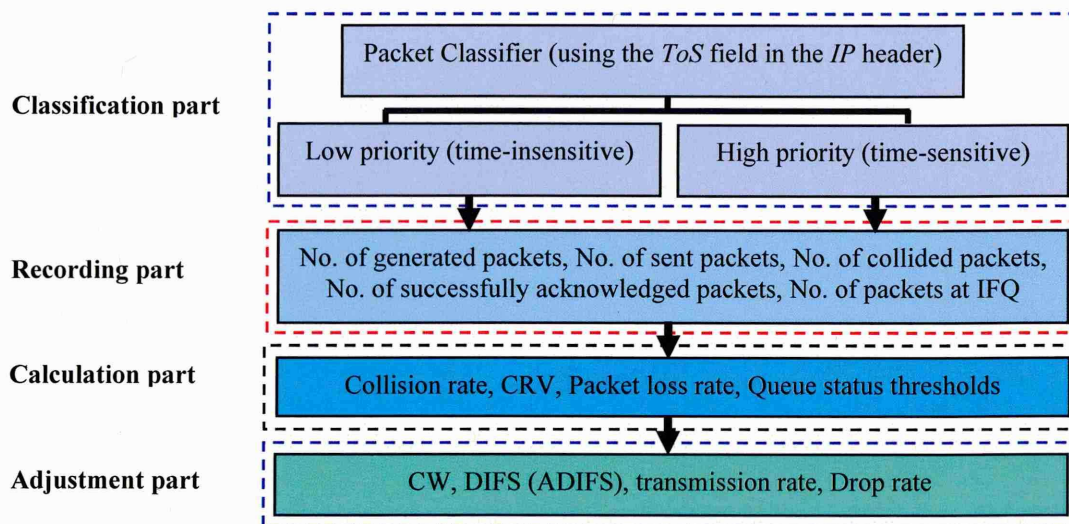 Packet Classifier (using the ToS field in the IP header)
Classification part
Low priority (time-insensitive)
High priority (time-sensitive)
Recording part
No. of generated packets, No. of sent packets, No. of collided packets,
No. of successfully acknowledged packets, No. of packets at IFQ
Calculation part
Collision rate, CRV, Packet loss rate, Queue status thresholds
Adjustment part
CW, DIFS (ADIFS), transmission rate, Drop rate